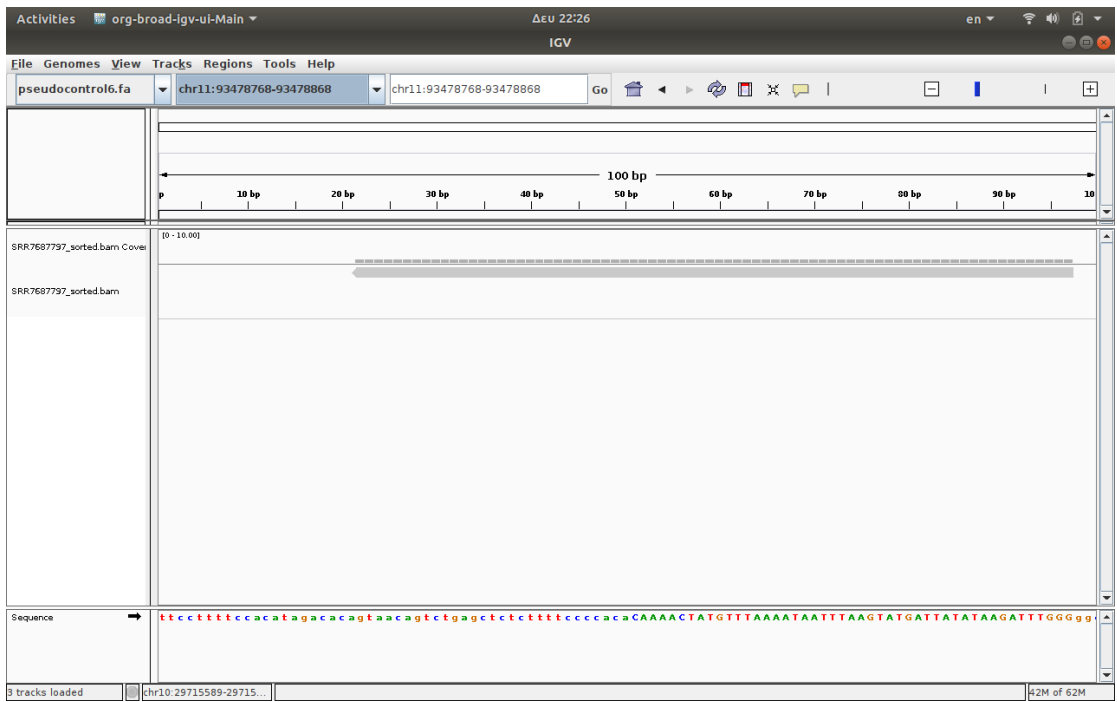 Activities org-broad-igv-ui-Main Δευ 22:26 en
IGV
File Genomes View Tracks Regions Tools Help
pseudocontrol6.fa chr11:93478768-93478868 chr11:93478768-93478868 Go
100 bp
p 10 bp 20 bp 30 bp 40 bp 50 bp 60 bp 70 bp 80 bp 90 bp 10
SRR7687797_sorted.bam Cover [0 - 10.00]
SRR7687797_sorted.bam
Sequence ttccttttccacatagacacagtaacagtctgagctctcttttccccacaCAAAACTATGTTTAAAATAATTTAAGTATGATTATATAAGATTTGGGgg
3 tracks loaded chr10:29715589-29715... 42M of 62M